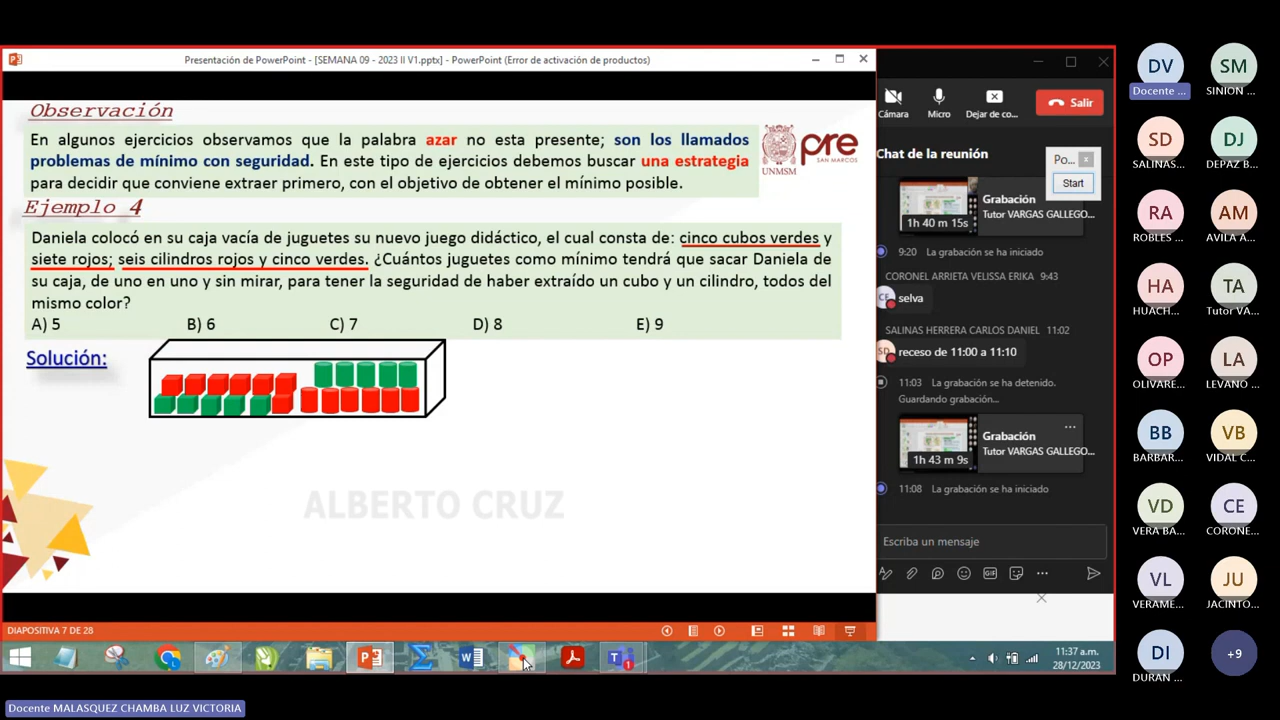 Presentación de PowerPoint - [SEMANA 09 - 2023 II V1.pptx] - PowerPoint (Error de activación de productos)
Observación
En algunos ejercicios observamos que la palabra azar no esta presente; son los llamados
problemas de mínimo con seguridad. En este tipo de ejercicios debemos buscar una estrategia
para decidir que conviene extraer primero, con el objetivo de obtener el mínimo posible.
UNMSM
pre
SAN MARCOS
Ejemplo 4
Daniela colocó en su caja vacía de juguetes su nuevo juego didáctico, el cual consta de: cinco cubos verdes y
siete rojos; seis cilindros rojos y cinco verdes. ¿Cuántos juguetes como mínimo tendrá que sacar Daniela de
su caja, de uno en uno y sin mirar, para tener la seguridad de haber extraído un cubo y un cilindro, todos del
mismo color?
A) 5 B) 6 C) 7 D) 8 E) 9
Solución:
ALBERTO CRUZ
DIAPOSITIVA 7 DE 28
Cámara
Micro
Dejar de co...
Salir
Chat de la reunión
Po...
Start
Grabación
Tutor VARGAS GALLEGO...
1h 40 m 15s
9:20 La grabación se ha iniciado
CORONEL ARRIETA VELISSA ERIKA 9:43
CE
selva
SALINAS HERRERA CARLOS DANIEL 11:02
SD
receso de 11:00 a 11:10
11:03 La grabación se ha detenido.
Guardando grabación...
Grabación
Tutor VARGAS GALLEGO...
1h 43 m 9s
11:08 La grabación se ha iniciado
Escriba un mensaje
GIF
11:37 a.m.
28/12/2023
DV SM
Docente ... SINION ...
SD DJ
SALINAS... DEPAZ B...
RA AM
ROBLES ... AVILA A...
HA TA
HUACH... Tutor VA...
OP LA
OLIVARE... LEVANO ...
BB VB
BARBAR... VIDAL C...
VD CE
VERA BA... CORONE...
VL JU
VERAME... JACINTO...
DI +9
DURAN ...
Docente MALASQUEZ CHAMBA LUZ VICTORIA